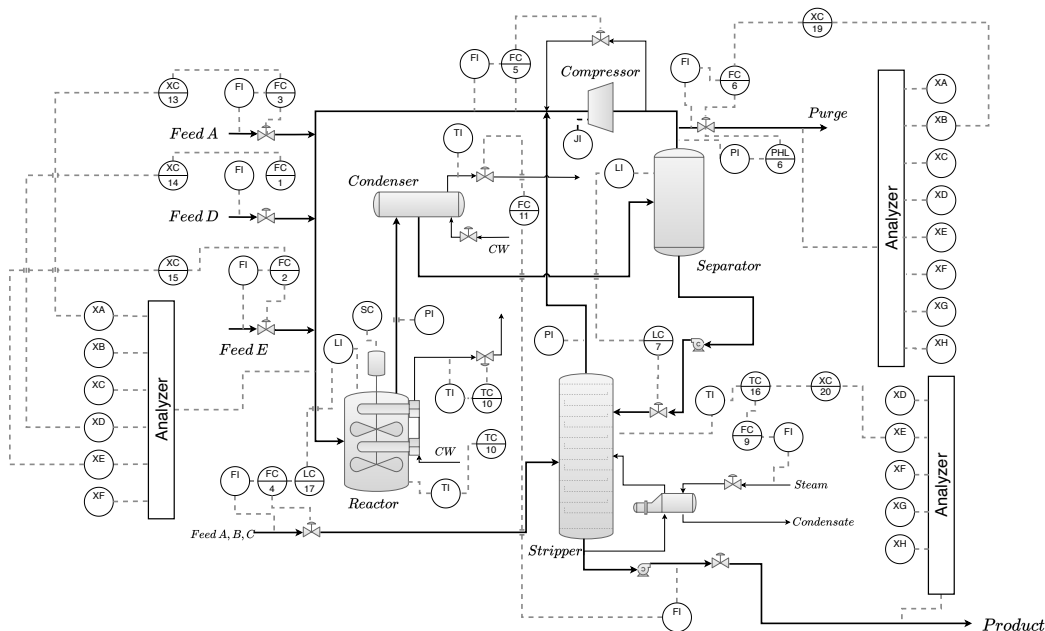 XC
19
FI
FC
5
FI
FC
6
Compressor
XC
13
FI
FC
3
XA
Purge
XB
Feed A
TI
JI
PI
PHL
6
XC
14
FI
FC
1
LI
XC
Condenser
XD
Feed D
FC
11
Analyzer
XE
CW
Separator
XC
15
FI
FC
2
XF
XA
XG
SC
PI
Feed E
LI
PI
LC
7
XH
XB
Analyzer
XC
TI
TC
10
TI
TC
16
XC
20
XD
XD
FC
9
FI
XE
TC
10
CW
XE
Analyzer
FI
FC
4
LC
17
TI
XF
Steam
XF
Reactor
XG
Condensate
Feed A, B, C
Stripper
XH
FI
Product